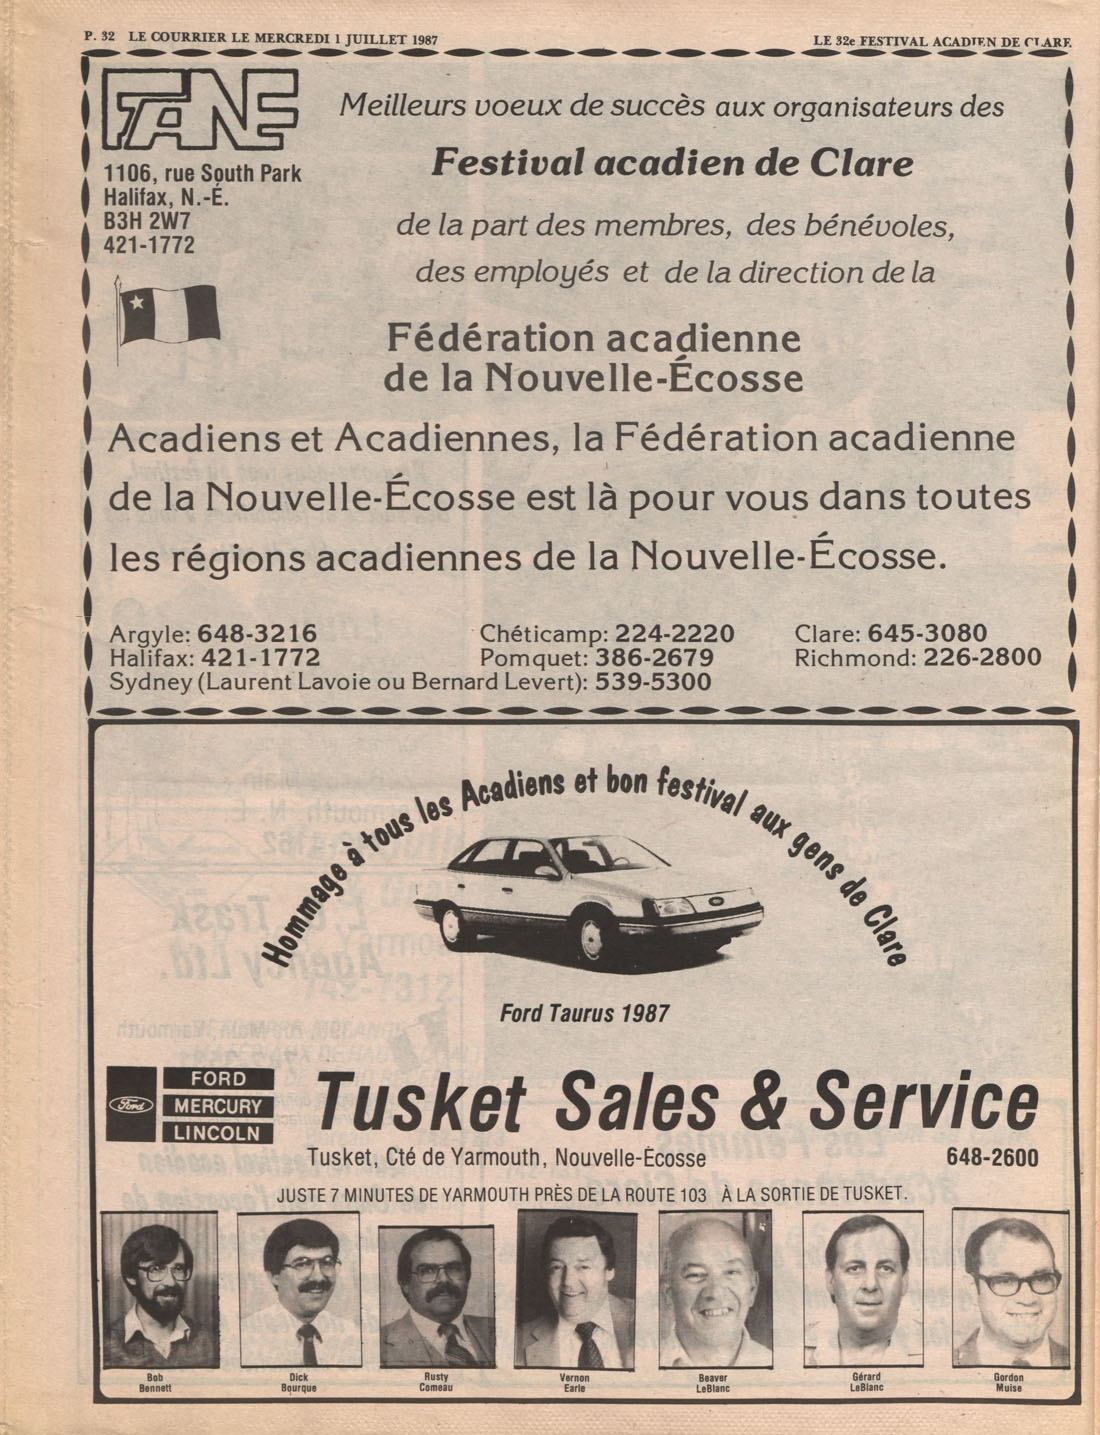 P. 32 LE COURRIER LE MERCREDI 1 JUILLET 1987
LE 32e FESTIVAL ACADIEN DE CLARE
FANE
1106, rue South Park
Halifax, N.-É.
B3H 2W7
421-1772
Meilleurs voeux de succès aux organisateurs des
Festival acadien de Clare
de la part des membres, des bénévoles,
des employés et de la direction de la
Fédération acadienne
de la Nouvelle-Écosse
Acadiens et Acadiennes, la Fédération acadienne
de la Nouvelle-Écosse est là pour vous dans toutes
les régions acadiennes de la Nouvelle-Écosse.
Argyle: 648-3216
Chéticamp: 224-2220
Clare: 645-3080
Halifax: 421-1772
Pomquet: 386-2679
Richmond: 226-2800
Sydney (Laurent Lavoie ou Bernard Levert): 539-5300
Hommage à tous les Acadiens et bon festival aux gens de Clare
Ford Taurus 1987
Ford
FORD
MERCURY
LINCOLN
Tusket Sales & Service
Tusket, Cté de Yarmouth, Nouvelle-Écosse
648-2600
JUSTE 7 MINUTES DE YARMOUTH PRÈS DE LA ROUTE 103 À LA SORTIE DE TUSKET.
Bob
Bennett
Dick
Bourque
Rusty
Comeau
Vernon
Earle
Beaver
LeBlanc
Gérard
LeBlanc
Gordon
Muise